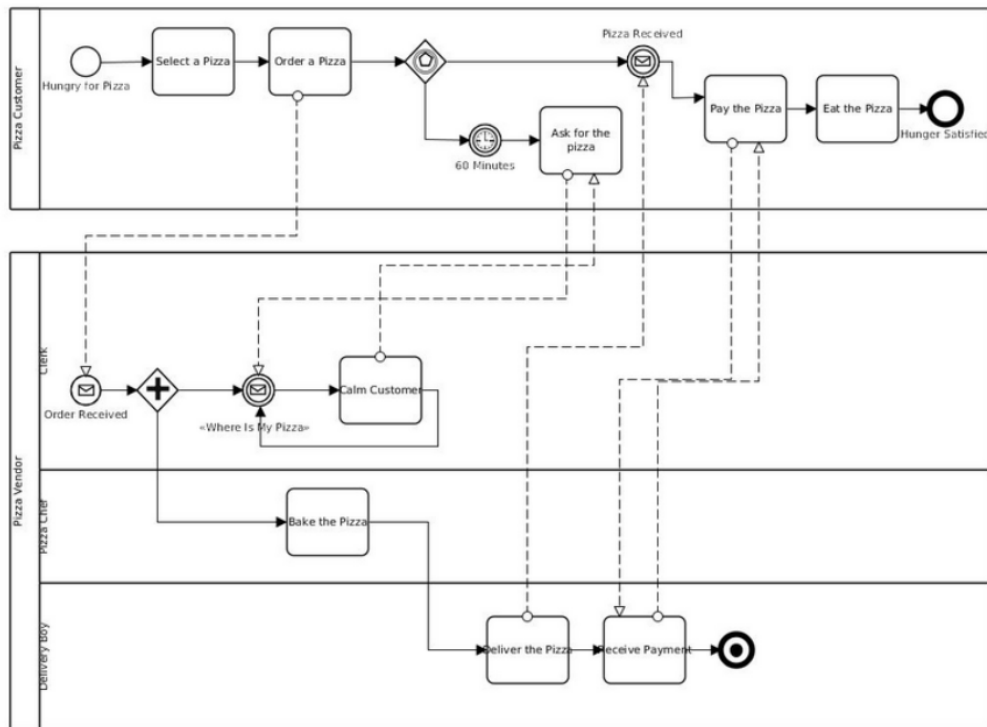 Pizza Customer
Hungry for Pizza
Select a Pizza
Order a Pizza
60 Minutes
Ask for the
pizza
Pizza Received
Pay the Pizza
Eat the Pizza
Hunger Satisfied
Pizza Vendor
Clerk
Order Received
«Where Is My Pizza»
Calm Customer
Pizza Chef
Bake the Pizza
Delivery Boy
Deliver the Pizza
Receive Payment